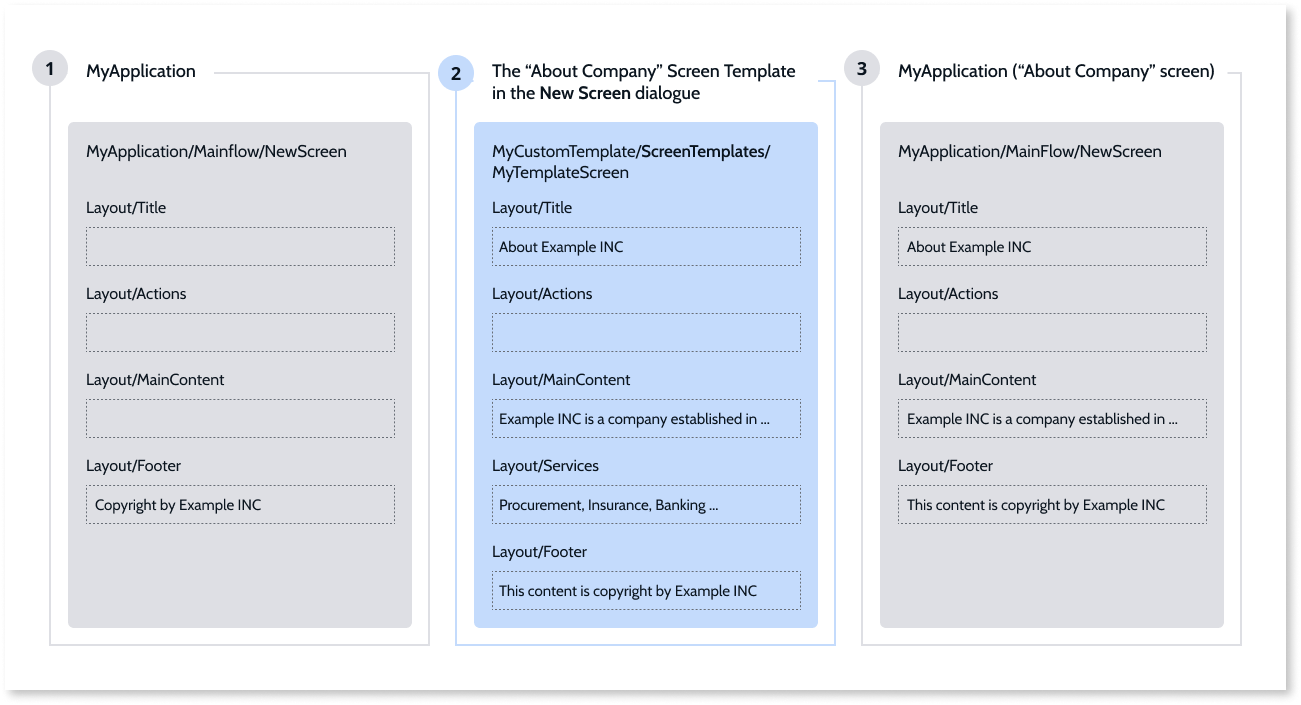 1
MyApplication
MyApplication/Mainflow/NewScreen
Layout/Title
Layout/Actions
Layout/MainContent
Layout/Footer
Copyright by Example INC
2
The “About Company” Screen Template
in the New Screen dialogue
MyCustomTemplate/ScreenTemplates/
MyTemplateScreen
Layout/Title
About Example INC
Layout/Actions
Layout/MainContent
Example INC is a company established in ...
Layout/Services
Procurement, Insurance, Banking ...
Layout/Footer
This content is copyright by Example INC
3
MyApplication (“About Company” screen)
MyApplication/MainFlow/NewScreen
Layout/Title
About Example INC
Layout/Actions
Layout/MainContent
Example INC is a company established in ...
Layout/Footer
This content is copyright by Example INC